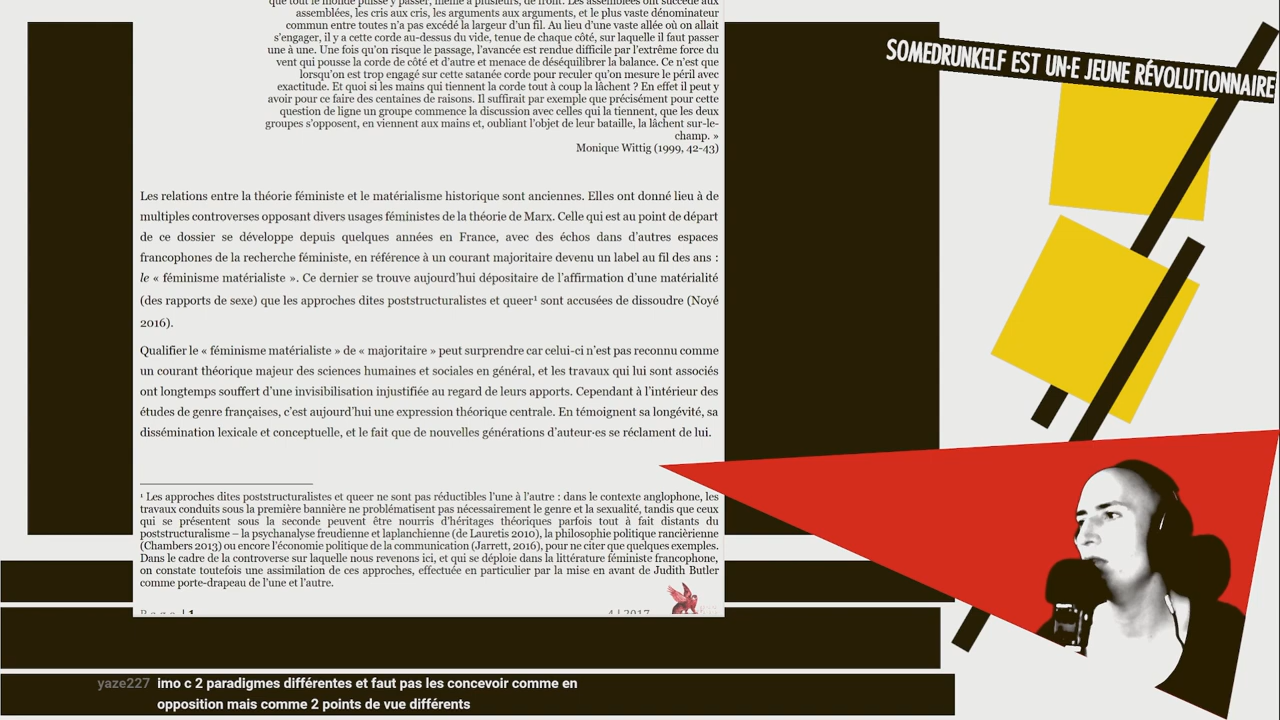 que tout le monde puisse y passer, même à plusieurs, de front. Les assemblées ont succédé aux
assemblées, les cris aux cris, les arguments aux arguments, et le plus vaste dénominateur
commun entre toutes n'a pas excédé la largeur d'un fil. Au lieu d'une vaste allée où on allait
s'engager, il y a cette corde au-dessus du vide, tenue de chaque côté, sur laquelle il faut passer
une à une. Une fois qu'on risque le passage, l'avancée est rendue difficile par l'extrême force du
vent qui pousse la corde de côté et d'autre et menace de déséquilibrer la balance. Ce n'est que
lorsqu'on est trop engagé sur cette satanée corde pour reculer qu'on mesure le péril avec
exactitude. Et quoi si les mains qui tiennent la corde tout à coup la lâchent ? En effet il peut y
avoir pour ce faire des centaines de raisons. Il suffirait par exemple que précisément pour cette
question de ligne un groupe commence la discussion avec celles qui la tiennent, que les deux
groupes s'opposent, en viennent aux mains et, oubliant l'objet de leur bataille, la lâchent sur-le-
champ. »
Monique Wittig (1999, 42-43)
SOMEDRUNKELF EST UN·E JEUNE RÉVOLUTIONNAIRE
Les relations entre la théorie féministe et le matérialisme historique sont anciennes. Elles ont donné lieu à de
multiples controverses opposant divers usages féministes de la théorie de Marx. Celle qui est au point de départ
de ce dossier se développe depuis quelques années en France, avec des échos dans d'autres espaces
francophones de la recherche féministe, en référence à un courant majoritaire devenu un label au fil des ans :
le « féminisme matérialiste ». Ce dernier se trouve aujourd'hui dépositaire de l'affirmation d'une matérialité
(des rapports de sexe) que les approches dites poststructuralistes et queer¹ sont accusées de dissoudre (Noyé
2016).
Qualifier le « féminisme matérialiste » de « majoritaire » peut surprendre car celui-ci n'est pas reconnu comme
un courant théorique majeur des sciences humaines et sociales en général, et les travaux qui lui sont associés
ont longtemps souffert d'une invisibilisation injustifiée au regard de leurs apports. Cependant à l'intérieur des
études de genre françaises, c'est aujourd'hui une expression théorique centrale. En témoignent sa longévité, sa
dissémination lexicale et conceptuelle, et le fait que de nouvelles générations d'auteur·es se réclament de lui.
¹ Les approches dites poststructuralistes et queer ne sont pas réductibles l'une à l'autre : dans le contexte anglophone, les
travaux conduits sous la première bannière ne problématisent pas nécessairement le genre et la sexualité, tandis que ceux
qui se présentent sous la seconde peuvent être nourris d'héritages théoriques parfois tout à fait distants du
poststructuralisme – la psychanalyse freudienne et laplanchienne (de Lauretis 2010), la philosophie politique rancièrienne
(Chambers 2013) ou encore l'économie politique de la communication (Jarrett, 2016), pour ne citer que quelques exemples.
Dans le cadre de la controverse sur laquelle nous revenons ici, et qui se déploie dans la littérature féministe francophone,
on constate toutefois une assimilation de ces approches, effectuée en particulier par la mise en avant de Judith Butler
comme porte-drapeau de l'une et l'autre.
Page | 1 4 | 2017
yaze227 imo c 2 paradigmes différentes et faut pas les concevoir comme en
opposition mais comme 2 points de vue différents